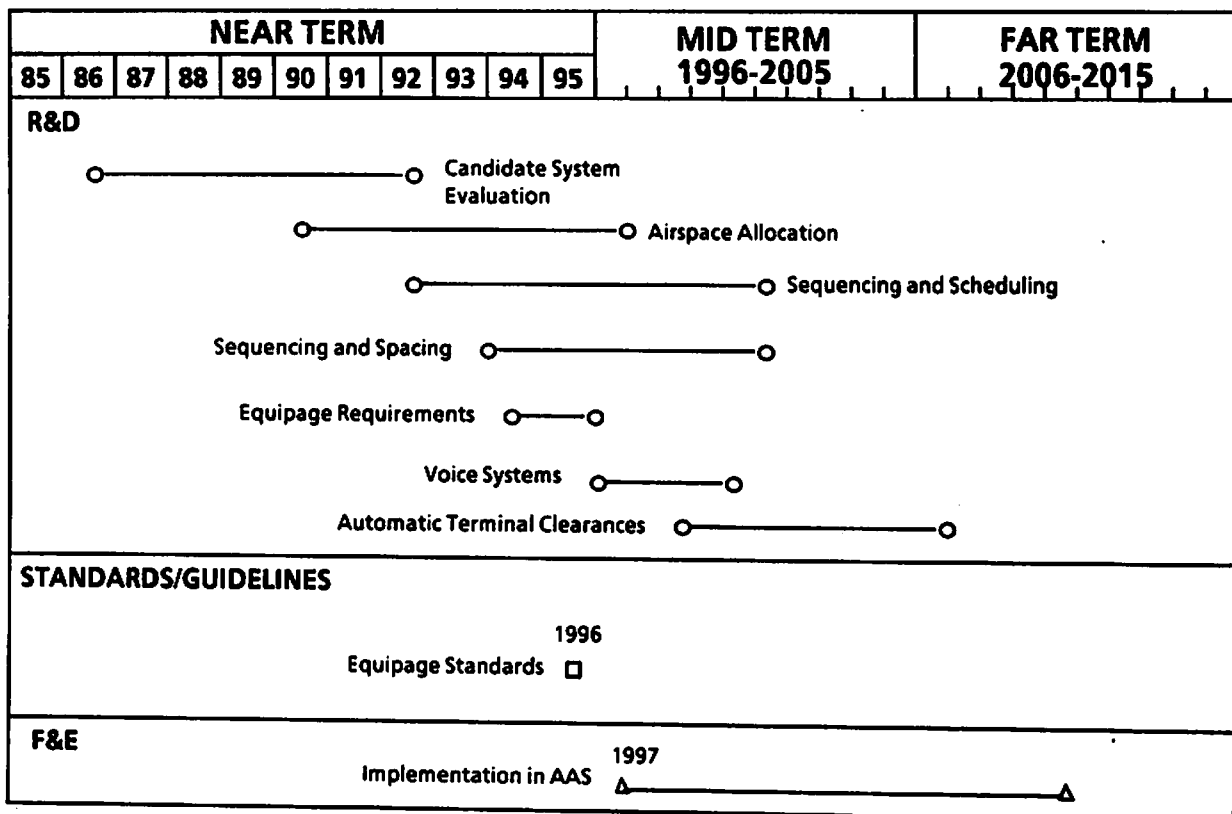 NEAR TERM
MID TERM
1996-2005
FAR TERM
2006-2015
85 86 87 88 89 90 91 92 93 94 95
R&D
Candidate System
Evaluation
Airspace Allocation
Sequencing and Scheduling
Sequencing and Spacing
Equipage Requirements
Voice Systems
Automatic Terminal Clearances
STANDARDS/GUIDELINES
1996
Equipage Standards
F&E
1997
Implementation in AAS